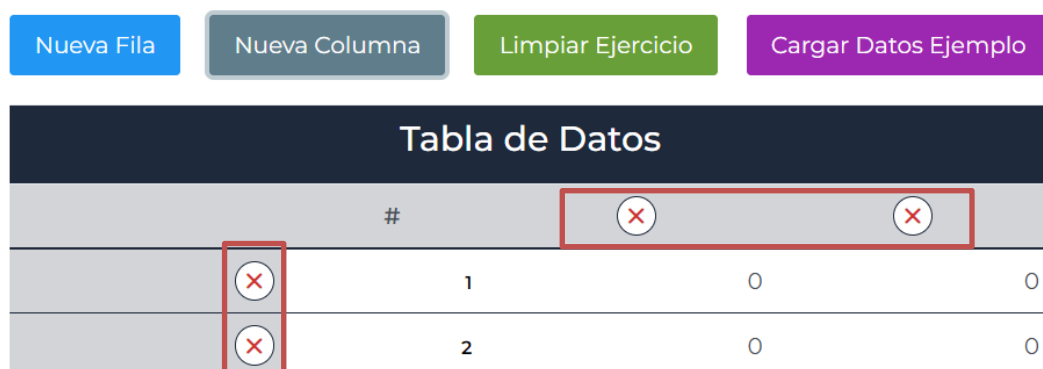 Nueva Fila Nueva Columna Limpiar Ejercicio Cargar Datos Ejemplo
Tabla de Datos
#
1 0 0
2 0 0